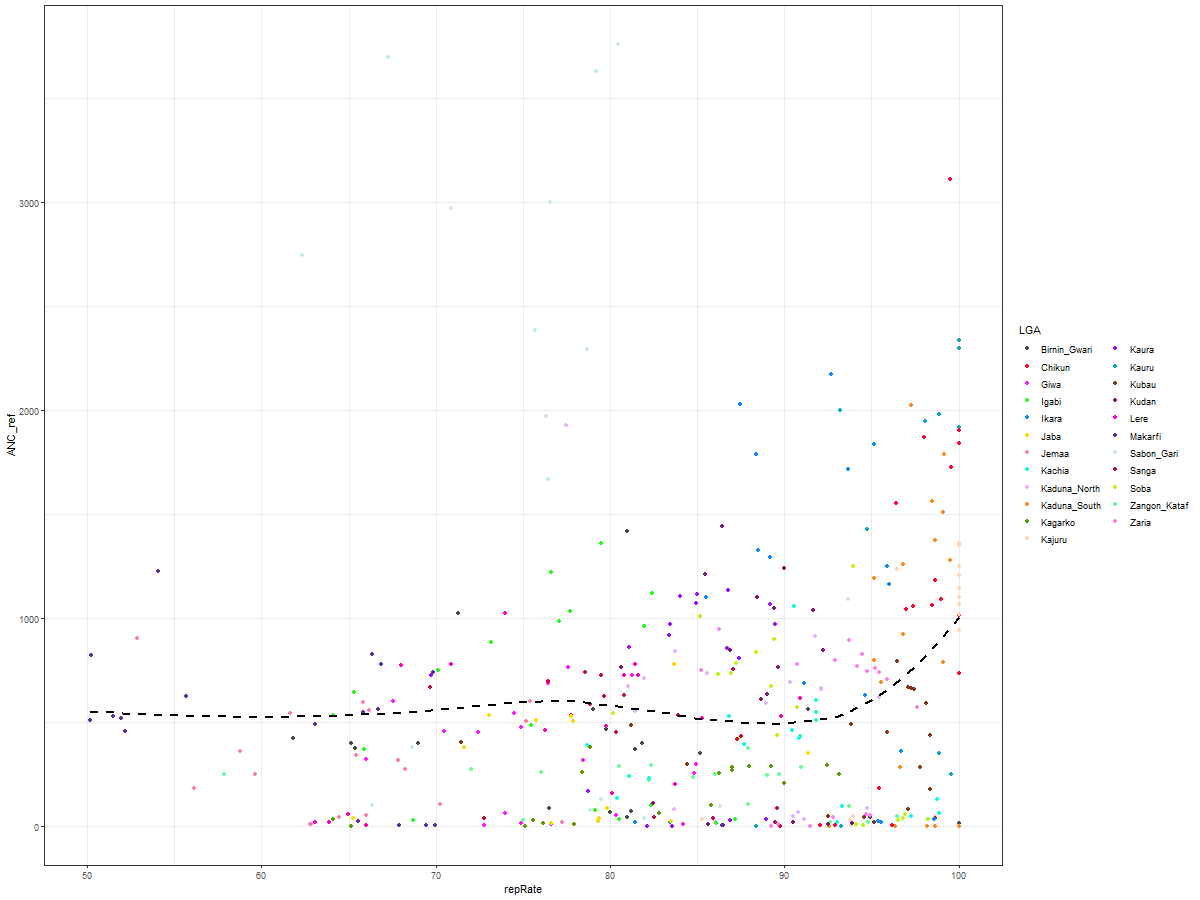 3000
2000
1000
0
ANC_ref
50
60
70
80
90
100
repRate
LGA
Birnin_Gwari
Chikun
Giwa
Igabi
Ikara
Jaba
Jemaa
Kachia
Kaduna_North
Kaduna_South
Kagarko
Kajuru
Kaura
Kauru
Kubau
Kudan
Lere
Makarfi
Sabon_Gari
Sanga
Soba
Zangon_Kataf
Zaria